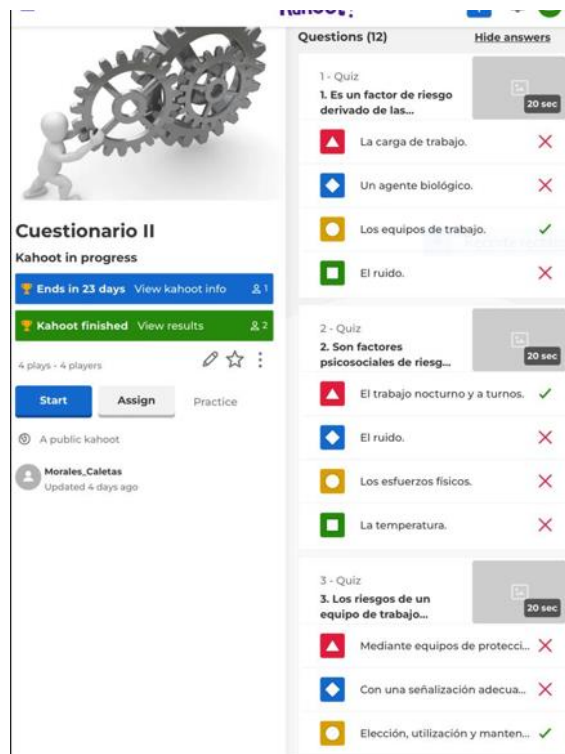 Kahoot!
Cuestionario II
Kahoot in progress
Ends in 23 days View kahoot info 1
Kahoot finished View results 2
4 plays - 4 players
Start Assign Practice
A public kahoot
Morales_Caletas
Updated 4 days ago
Questions (12) Hide answers
1 - Quiz
1. Es un factor de riesgo
derivado de las...
20 sec
La carga de trabajo.
Un agente biológico.
Los equipos de trabajo.
El ruido.
2 - Quiz
2. Son factores
psicosociales de riesg...
20 sec
El trabajo nocturno y a turnos.
El ruido.
Los esfuerzos físicos.
La temperatura.
3 - Quiz
3. Los riesgos de un
equipo de trabajo...
20 sec
Mediante equipos de protecci...
Con una señalización adecua...
Elección, utilización y manten...